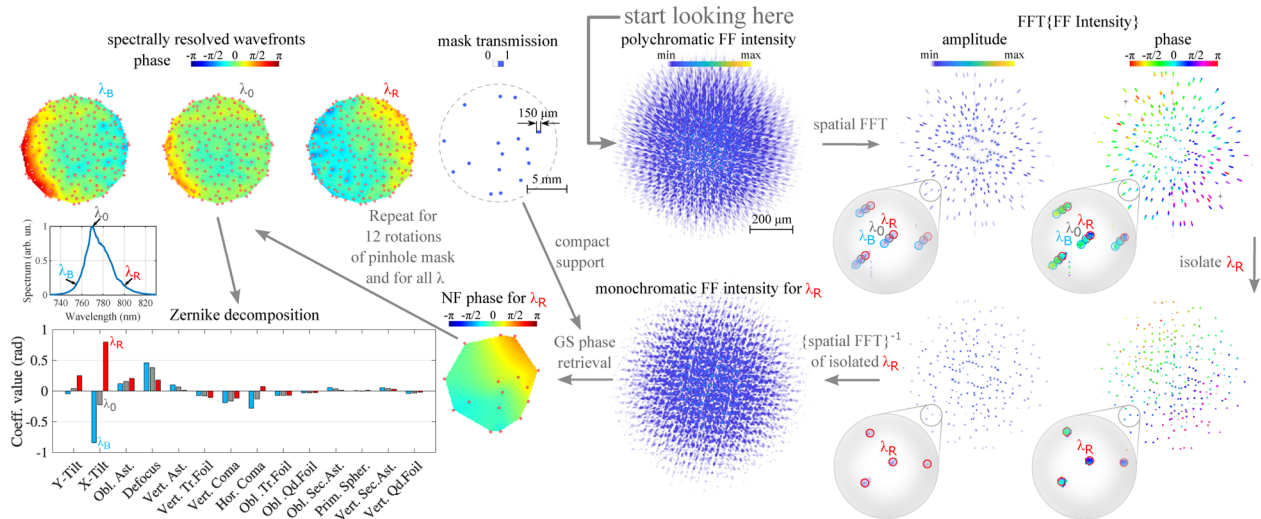 start looking here
spectrally resolved wavefronts
phase
-π -π/2 0 π/2 π
λB
λ0
λR
mask transmission
0 1
150 µm
5 mm
polychromatic FF intensity
min max
200 µm
spatial FFT
FFT{FF Intensity}
amplitude
min max
phase
-π -π/2 0 π/2 π
λB
λ0
λR
λB
λ0
λR
isolate λR
Spectrum (arb. un.)
1
0.5
0
λ0
λB
λR
740 760 780 800 820
Wavelength (nm)
Repeat for
12 rotations
of pinhole mask
and for all λ
compact
support
NF phase for λR
-π -π/2 0 π/2 π
GS phase
retrieval
monochromatic FF intensity for λR
{spatial FFT}-1
of isolated λR
λR
λR
Zernike decomposition
Coeff. value (rad)
1
0.5
0
-0.5
-1
λR
λ0
λB
Y-Tilt
X-Tilt
Obl. Ast.
Defocus
Vert. Ast.
Vert. Tr.Foil
Vert. Coma
Hor. Coma
Obl .Tr.Foil
Obl .Qd.Foil
Obl. Sec.Ast.
Prim. Spher.
Vert. Sec.Ast.
Vert. Qd.Foil